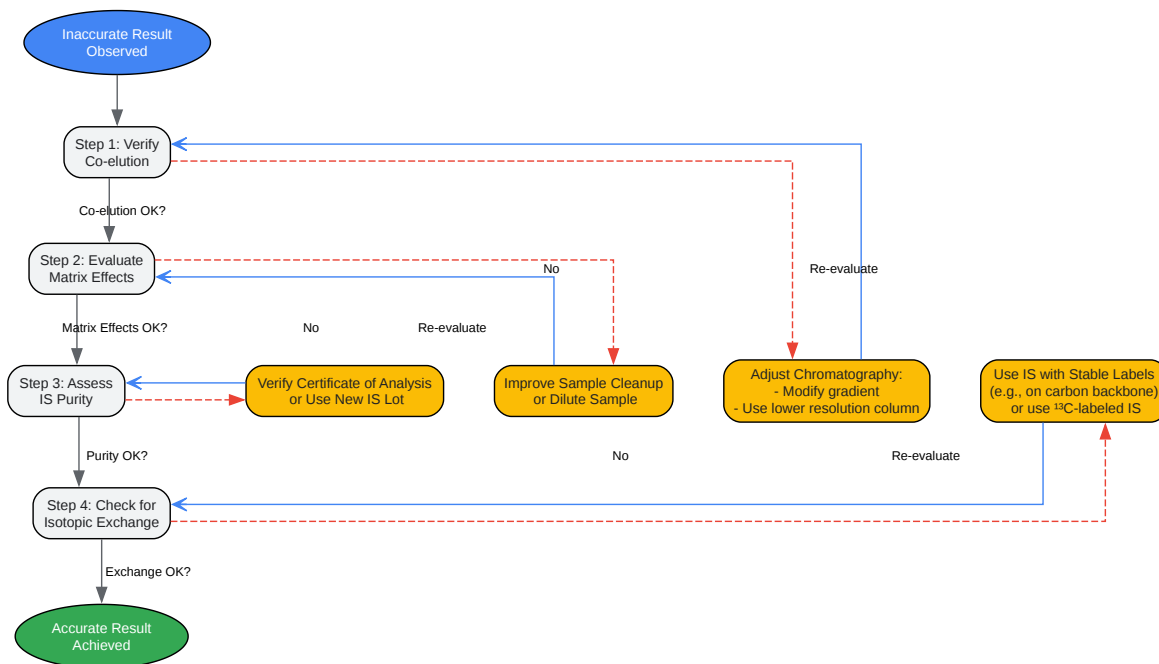 Inaccurate Result
Observed
Step 1: Verify
Co-elution
Co-elution OK?
Step 2: Evaluate
Matrix Effects
No
Re-evaluate
Matrix Effects OK?
No
Re-evaluate
Step 3: Assess
IS Purity
Verify Certificate of Analysis
or Use New IS Lot
Improve Sample Cleanup
or Dilute Sample
Adjust Chromatography:
- Modify gradient
- Use lower resolution column
Use IS with Stable Labels
(e.g., on carbon backbone)
or use ¹³C-labeled IS
Purity OK?
No
Re-evaluate
Step 4: Check for
Isotopic Exchange
Exchange OK?
Accurate Result
Achieved